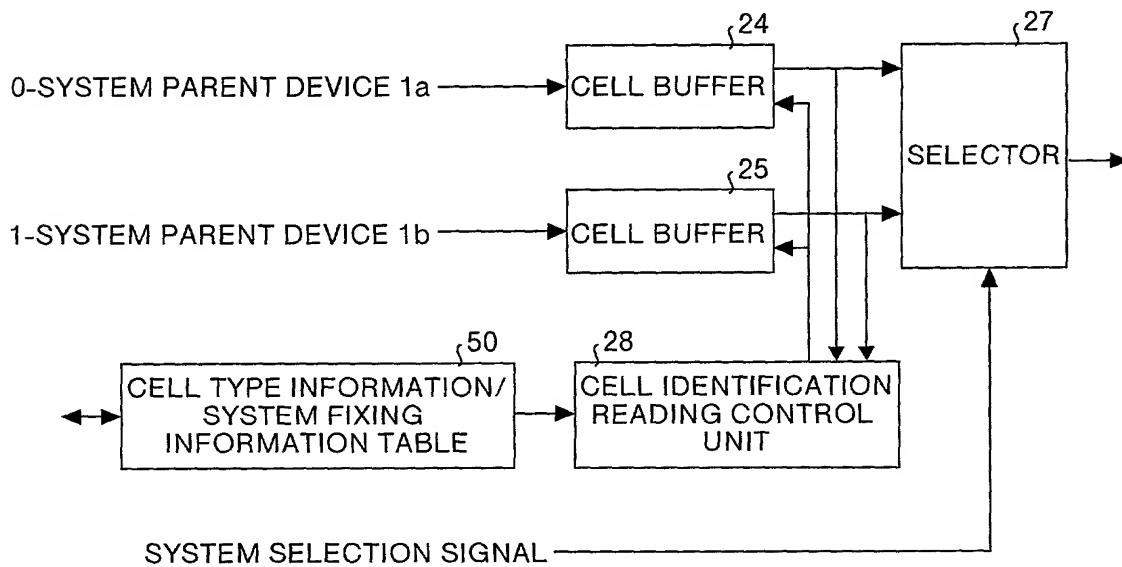 24
27
0-SYSTEM PARENT DEVICE 1a
CELL BUFFER
SELECTOR
25
1-SYSTEM PARENT DEVICE 1b
CELL BUFFER
50
28
CELL TYPE INFORMATION/
SYSTEM FIXING
INFORMATION TABLE
CELL IDENTIFICATION
READING CONTROL
UNIT
SYSTEM SELECTION SIGNAL